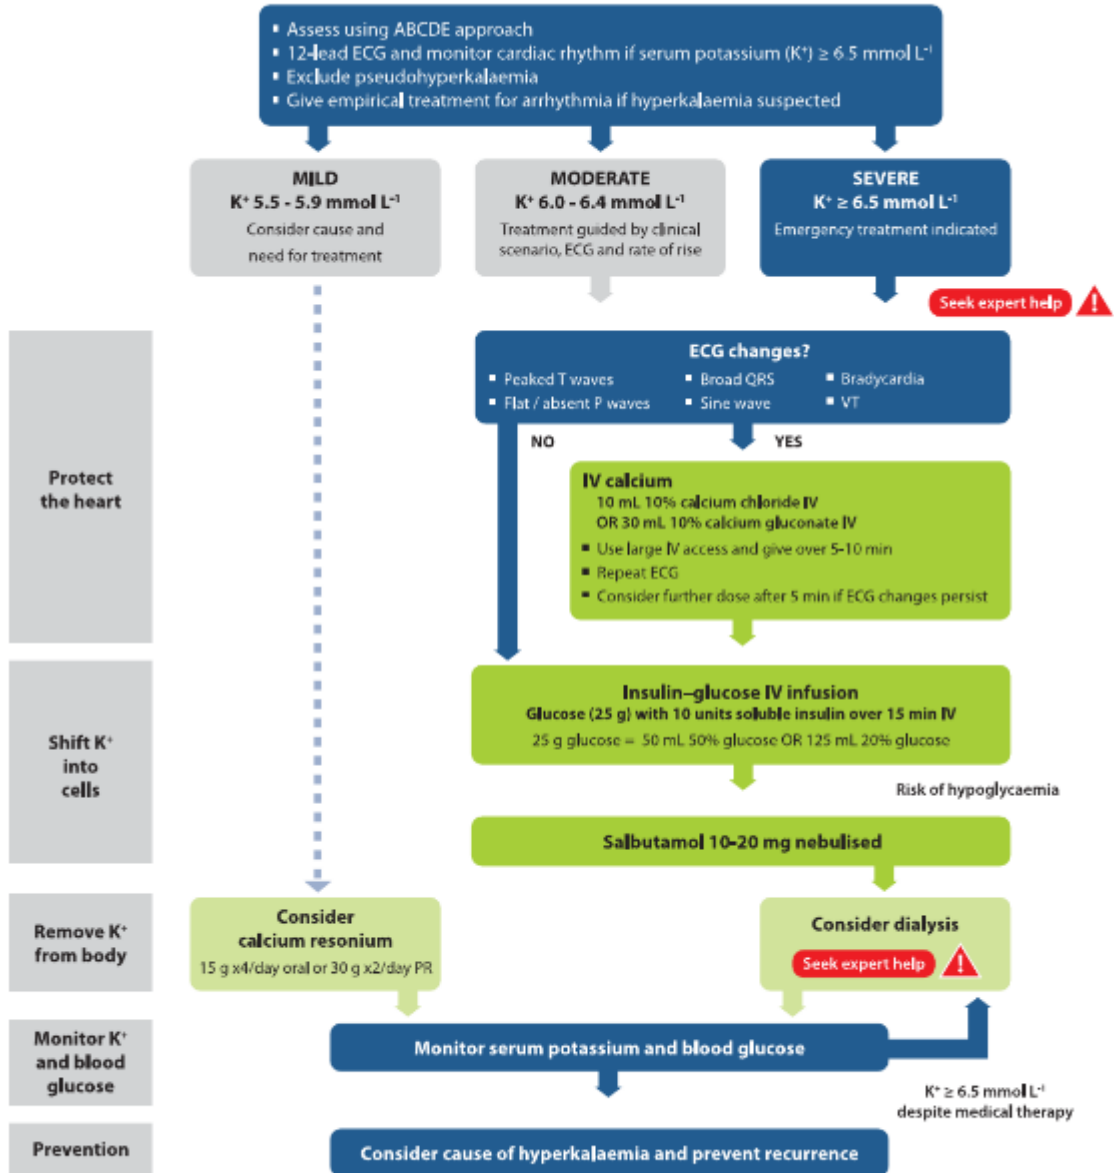 ▪ Assess using ABCDE approach
▪ 12-lead ECG and monitor cardiac rhythm if serum potassium (K⁺) ≥ 6.5 mmol L⁻¹
▪ Exclude pseudohyperkalaemia
▪ Give empirical treatment for arrhythmia if hyperkalaemia suspected
MILD
K⁺ 5.5 - 5.9 mmol L⁻¹
Consider cause and
need for treatment
MODERATE
K⁺ 6.0 - 6.4 mmol L⁻¹
Treatment guided by clinical
scenario, ECG and rate of rise
SEVERE
K⁺ ≥ 6.5 mmol L⁻¹
Emergency treatment indicated
Seek expert help !
Protect
the heart
ECG changes?
▪ Peaked T waves
▪ Flat / absent P waves
▪ Broad QRS
▪ Sine wave
▪ Bradycardia
▪ VT
NO
YES
IV calcium
10 mL 10% calcium chloride IV
OR 30 mL 10% calcium gluconate IV
▪ Use large IV access and give over 5-10 min
▪ Repeat ECG
▪ Consider further dose after 5 min if ECG changes persist
Shift K⁺
into
cells
Insulin–glucose IV infusion
Glucose (25 g) with 10 units soluble insulin over 15 min IV
25 g glucose = 50 mL 50% glucose OR 125 mL 20% glucose
Risk of hypoglycaemia
Salbutamol 10-20 mg nebulised
Remove K⁺
from body
Consider
calcium resonium
15 g x4/day oral or 30 g x2/day PR
Consider dialysis
Seek expert help !
Monitor K⁺
and blood
glucose
Monitor serum potassium and blood glucose
K⁺ ≥ 6.5 mmol L⁻¹
despite medical therapy
Prevention
Consider cause of hyperkalaemia and prevent recurrence